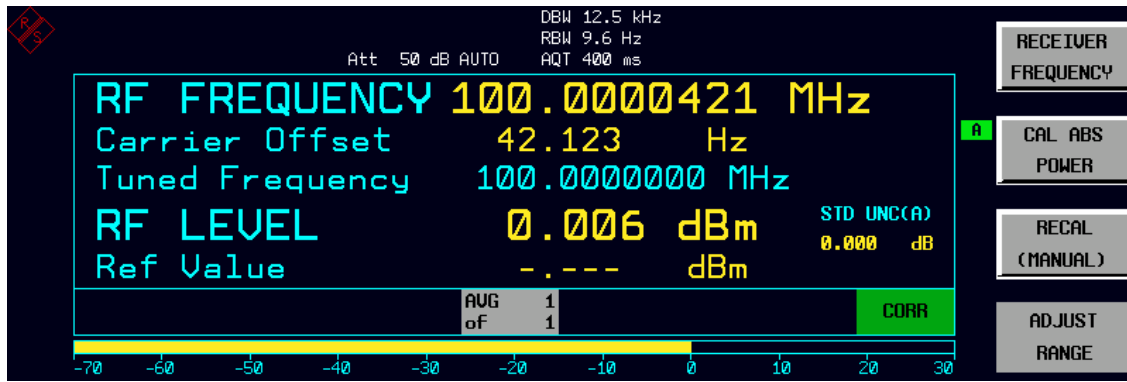 R/S
DBW 12.5 kHz
RBW 9.6 Hz
Att 50 dB AUTO AQT 400 ms
RF FREQUENCY 100.0000421 MHz
Carrier Offset 42.123 Hz
Tuned Frequency 100.0000000 MHz
RF LEVEL 0.006 dBm
STD UNC(A)
0.000 dB
Ref Value -.--- dBm
AVG 1
of 1
CORR
-70 -60 -50 -40 -30 -20 -10 0 10 20 30
RECEIVER
FREQUENCY
A
CAL ABS
POWER
RECAL
(MANUAL)
ADJUST
RANGE